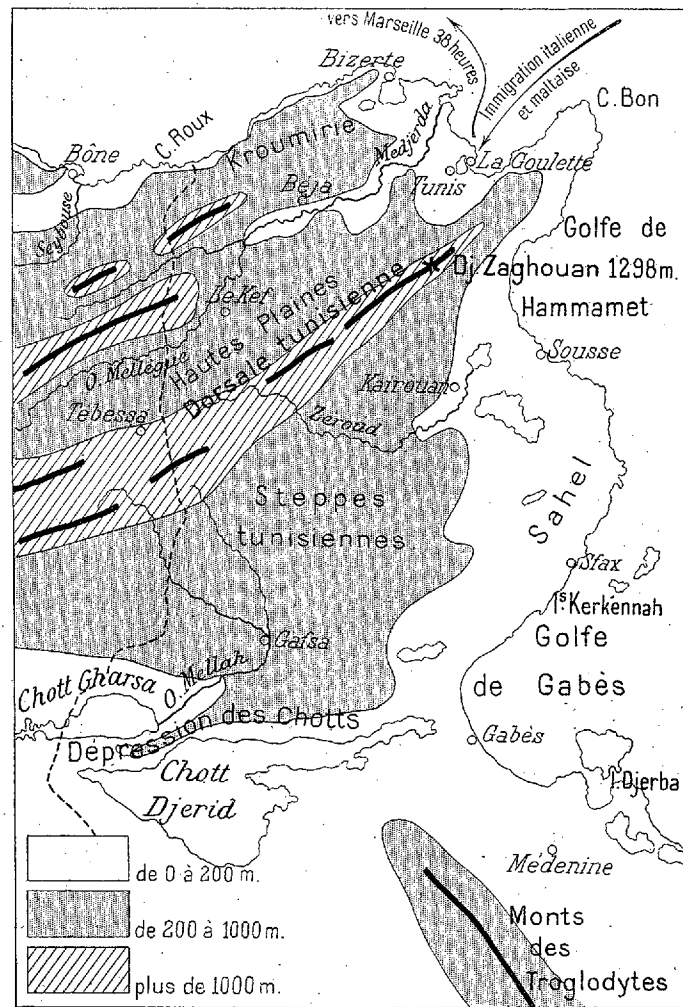 vers Marseille 38 heures
Immigration italienne
et maltaise
Bizerte
C. Bon
C. Roux
Kroumirie
Medjerda
Bône
La Goulette
Tunis
Béja
Seybouse
Golfe de
Dj. Zaghouan 1298 m.
Hammamet
Le Kef
Hautes Plaines
Dorsale tunisienne
O. Mellègue
Sousse
Kairouan
Tébessa
Zeroud
Steppes
tunisiennes
Sahel
Sfax
Is. Kerkennah
Gafsa
Golfe
de Gabès
O. Mellah
Chott Gharsa
Dépression des Chotts
Gabès
Chott
Djerid
I. Djerba
de 0 à 200 m.
Médenine
de 200 à 1000 m.
Monts
des
Troglodytes
plus de 1000 m.